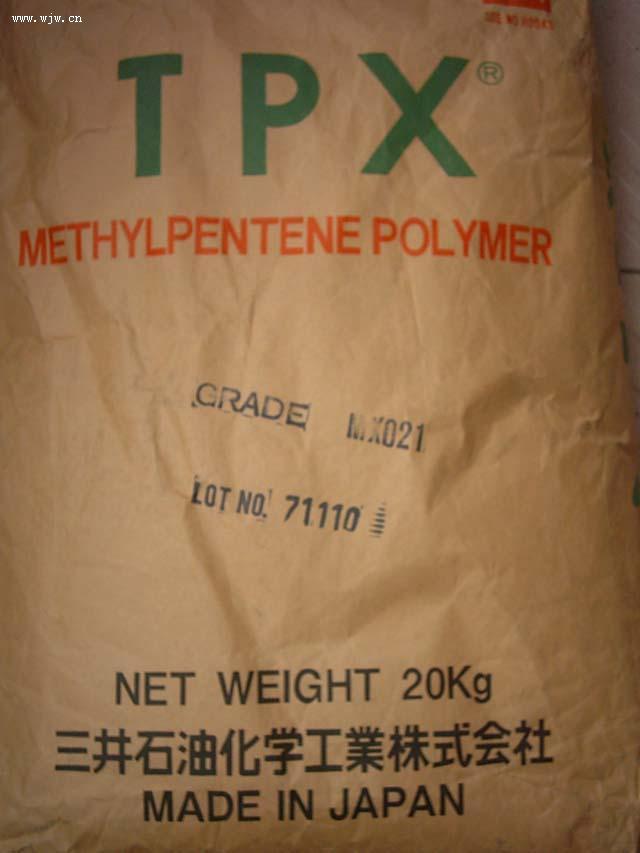 www.wjw.cn
TPX®
METHYLPENTENE POLYMER
GRADE MX021
LOT NO. 71110
NET WEIGHT 20Kg
三井石油化学工業株式会社
MADE IN JAPAN